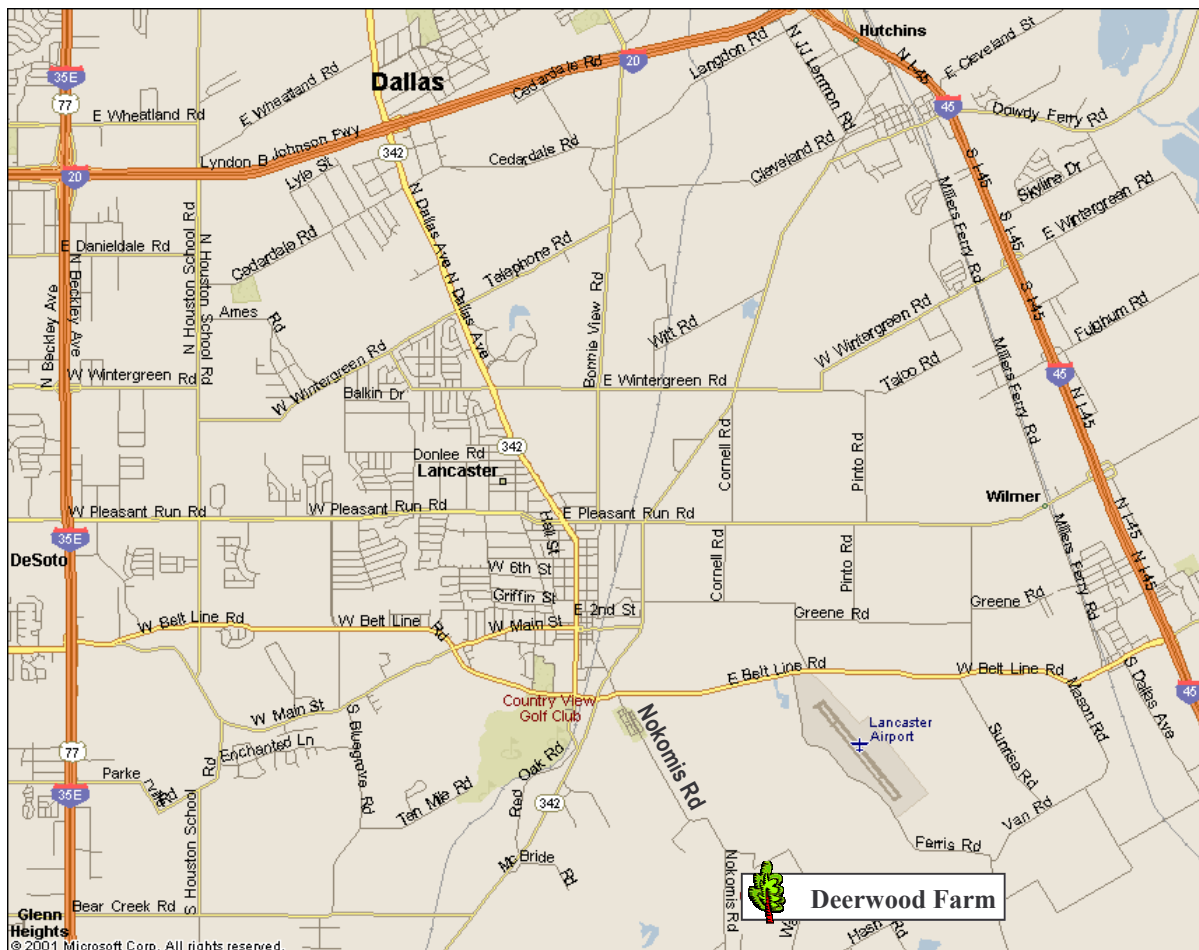 Hutchins
N I-45
E Cleveland St
N JJ Lemmon Rd
Langdon Rd
20
Cedardale Rd
35E
77
Dallas
E Wheatland Rd
E Wheatland Rd
45
Dowdy Ferry Rd
Lyndon B Johnson Fwy
342
Cedardale Rd
Cleveland Rd
S I-45
20
Lyle St
Millers Ferry Rd
Skyline Dr
E Wintergreen Rd
N Houston School Rd
N Dallas Ave
S I-45
E Danieldale Rd
N Houston School Rd
Cedardale Rd
Telephone Rd
N Beckley Ave
N Beckley Ave
N Dallas Ave
Bonnie View Rd
S I-45
Ames Rd
Witt Rd
W Wintergreen Rd
Fulghum Rd
W Wintergreen Rd
W Wintergreen Rd
E Wintergreen Rd
Talco Rd
Millers Ferry Rd
45
Balkin Dr
N I-45
342
Donlee Rd
Lancaster
Cornell Rd
Pinto Rd
Wilmer
W Pleasant Run Rd
W Pleasant Run Rd
E Pleasant Run Rd
N I-45
35E
Hall St
Millers Ferry Rd
DeSoto
W 6th St
Cornell Rd
Pinto Rd
N I-45
Griffin St
E 2nd St
Greene Rd
Greene Rd
W Belt Line Rd
W Belt Line Rd
W Main St
E Belt Line Rd
W Belt Line Rd
S Dallas Ave
45
Country View
Golf Club
W Main St
S Bluegrove Rd
Nokomis Rd
Lancaster
Airport
Mason Rd
Sunrise Rd
77
Enchanted Ln
Parkerville Rd
Rd
35E
Ten Mile Rd
Red Oak Rd
342
Van Rd
S Houston School
Mc Bride Rd
Ferris Rd
Nokomis Rd
Deerwood Farm
Glenn
Heights
Bear Creek Rd
© 2001 Microsoft Corp. All rights reserved.